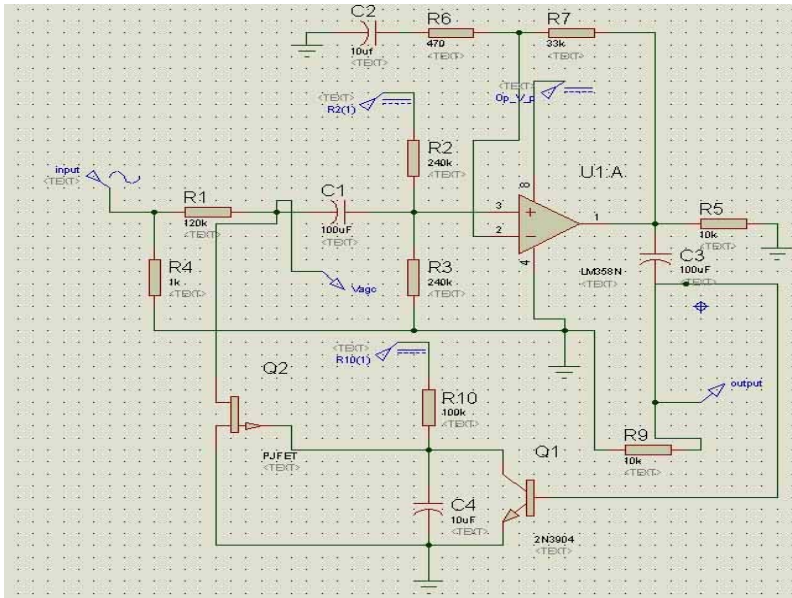 C2
10uf
<TEXT>
R6
470
<TEXT>
R7
33k
<TEXT>
<TEXT>
R2(1)
<TEXT>
Op_V_p
R2
240k
<TEXT>
input
<TEXT>
R1
120k
<TEXT>
C1
100uF
<TEXT>
U1:A
3
2
8
4
1
LM358N
R5
10k
<TEXT>
R4
1k
<TEXT>
R3
240k
<TEXT>
C3
100uF
<TEXT>
Vagc
<TEXT>
R10(1)
Q2
PJFET
<TEXT>
R10
100k
<TEXT>
output
R9
10k
<TEXT>
Q1
2N3904
<TEXT>
C4
10uF
<TEXT>